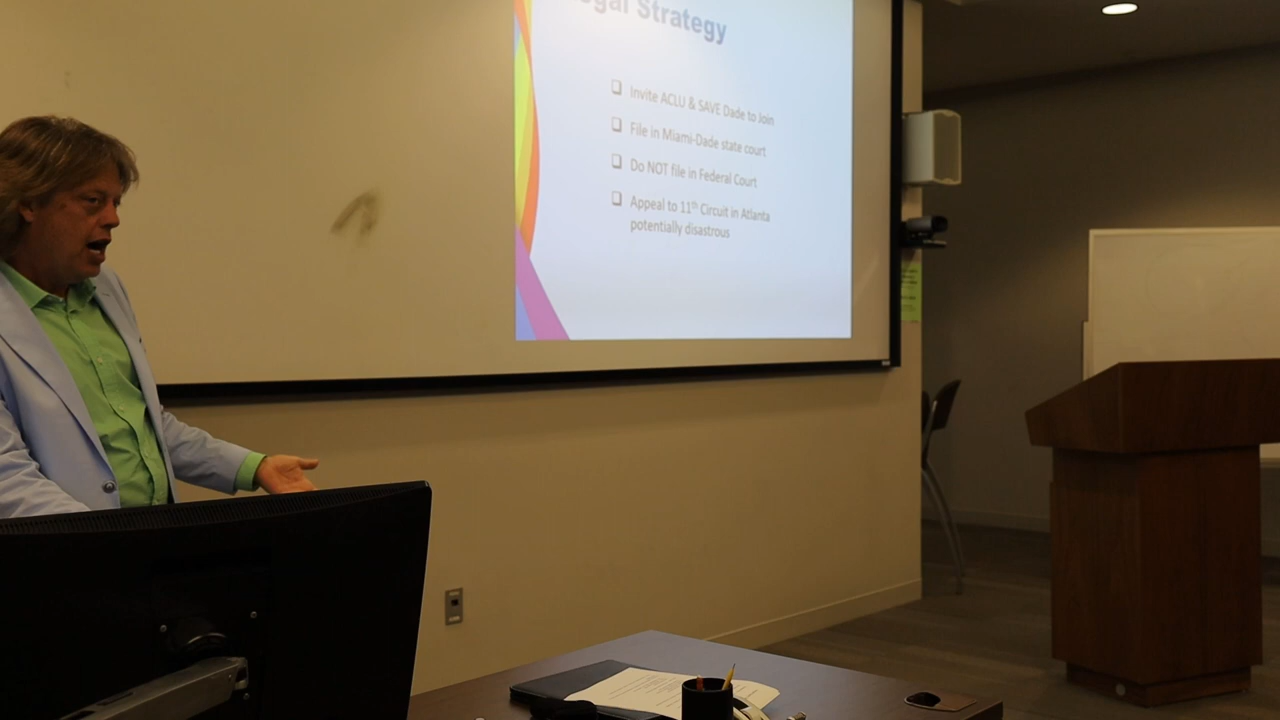 egal Strategy
❑ Invite ACLU & SAVE Dade to Join
❑ File in Miami-Dade state court
❑ Do NOT file in Federal Court
❑ Appeal to 11th Circuit in Atlanta
potentially disastrous